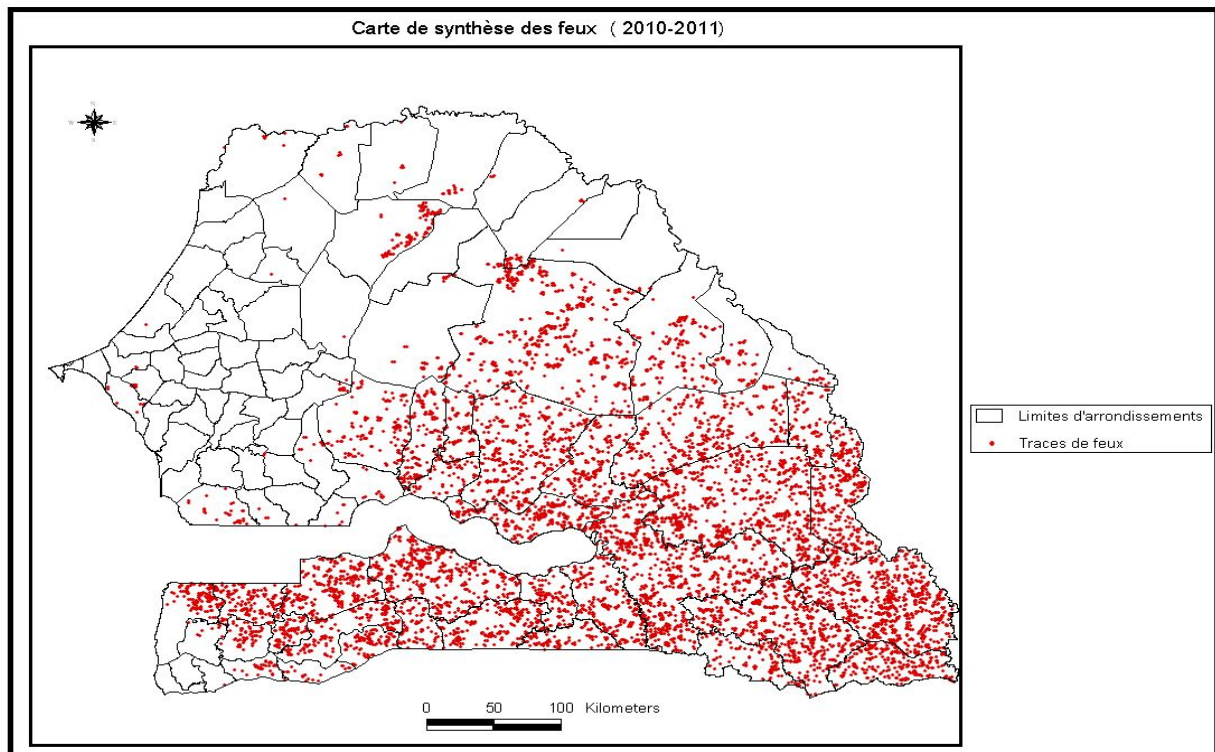 Carte de synthèse des feux ( 2010-2011)
N
W E
S
Limites d'arrondissements
Traces de feux
0 50 100 Kilometers